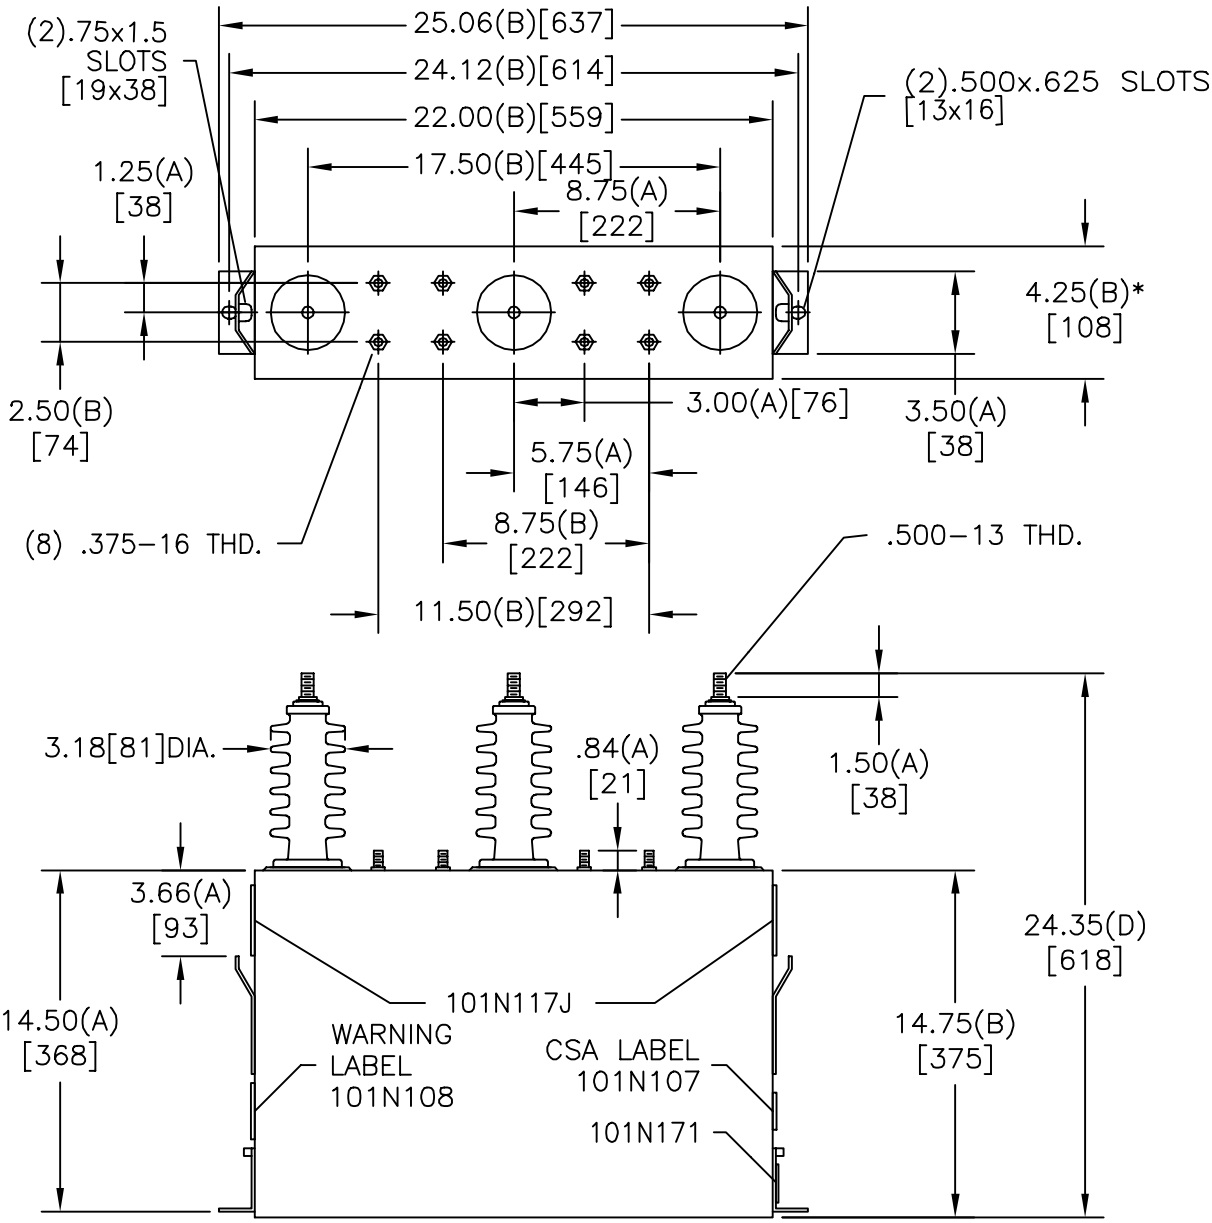 (2).75x1.5
SLOTS
[19x38]
25.06(B)[637]
24.12(B)[614]
22.00(B)[559]
17.50(B)[445]
8.75(A)
[222]
(2).500x.625 SLOTS
[13x16]
1.25(A)
[38]
4.25(B)*
[108]
2.50(B)
[74]
3.00(A)[76]
3.50(A)
[38]
5.75(A)
[146]
(8) .375-16 THD.
8.75(B)
[222]
.500-13 THD.
11.50(B)[292]
3.18[81]DIA.
.84(A)
[21]
1.50(A)
[38]
3.66(A)
[93]
24.35(D)
[618]
14.50(A)
[368]
101N117J
14.75(B)
[375]
WARNING
LABEL
101N108
CSA LABEL
101N107
101N171